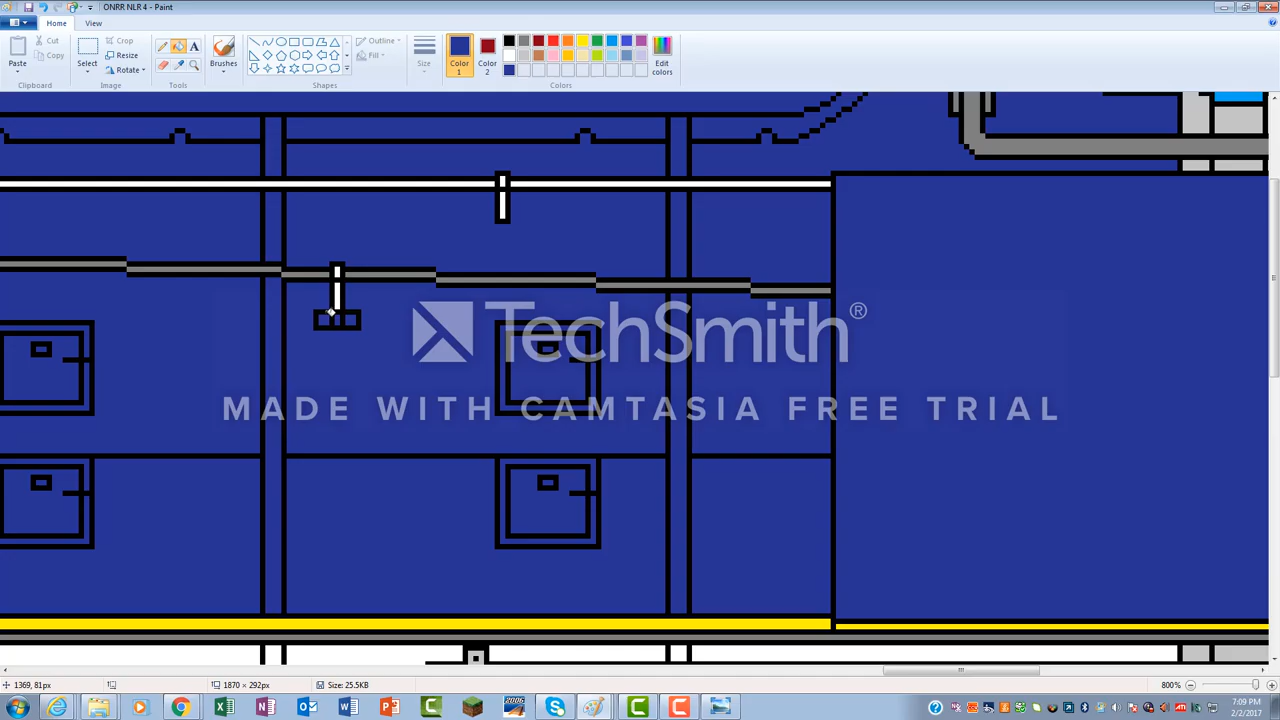 ONRR NLR 4 - Paint
Home View
Paste
Cut
Copy
Clipboard
Select
Crop
Resize
Rotate
Image
A
Tools
Brushes
Shapes
Outline
Fill
Size
Color 1
Color 2
Edit colors
Colors
TechSmith®
MADE WITH CAMTASIA FREE TRIAL
1369, 81px
1870 × 292px
Size: 25.5KB
800%
7:09 PM
2/2/2017